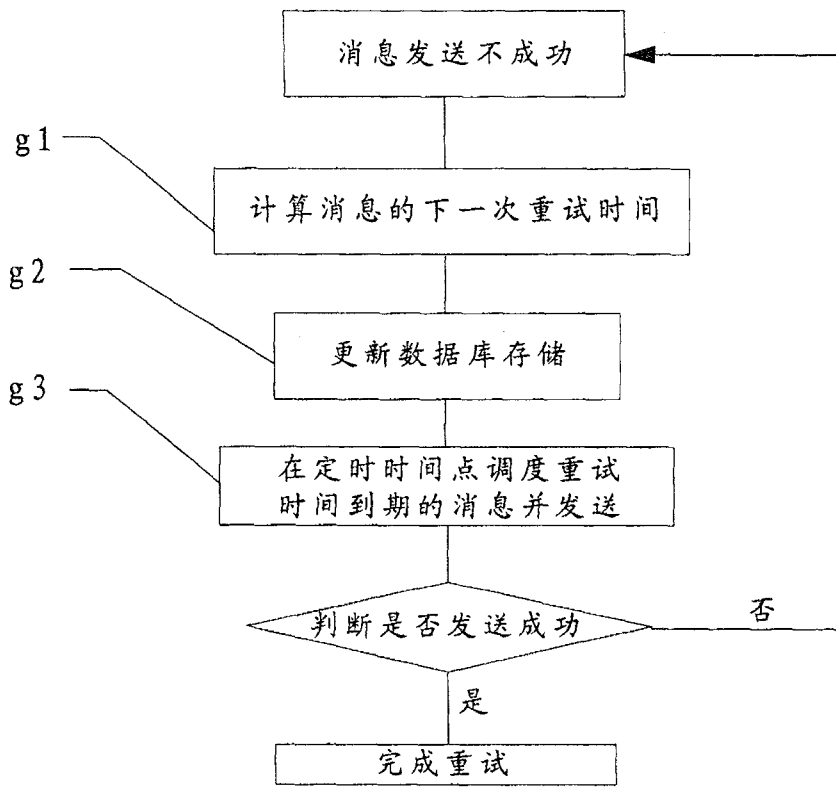 消息发送不成功
g1
计算消息的下一次重试时间
g2
更新数据库存储
g3
在定时时间点调度重试
时间到期的消息并发送
判断是否发送成功
否
是
完成重试